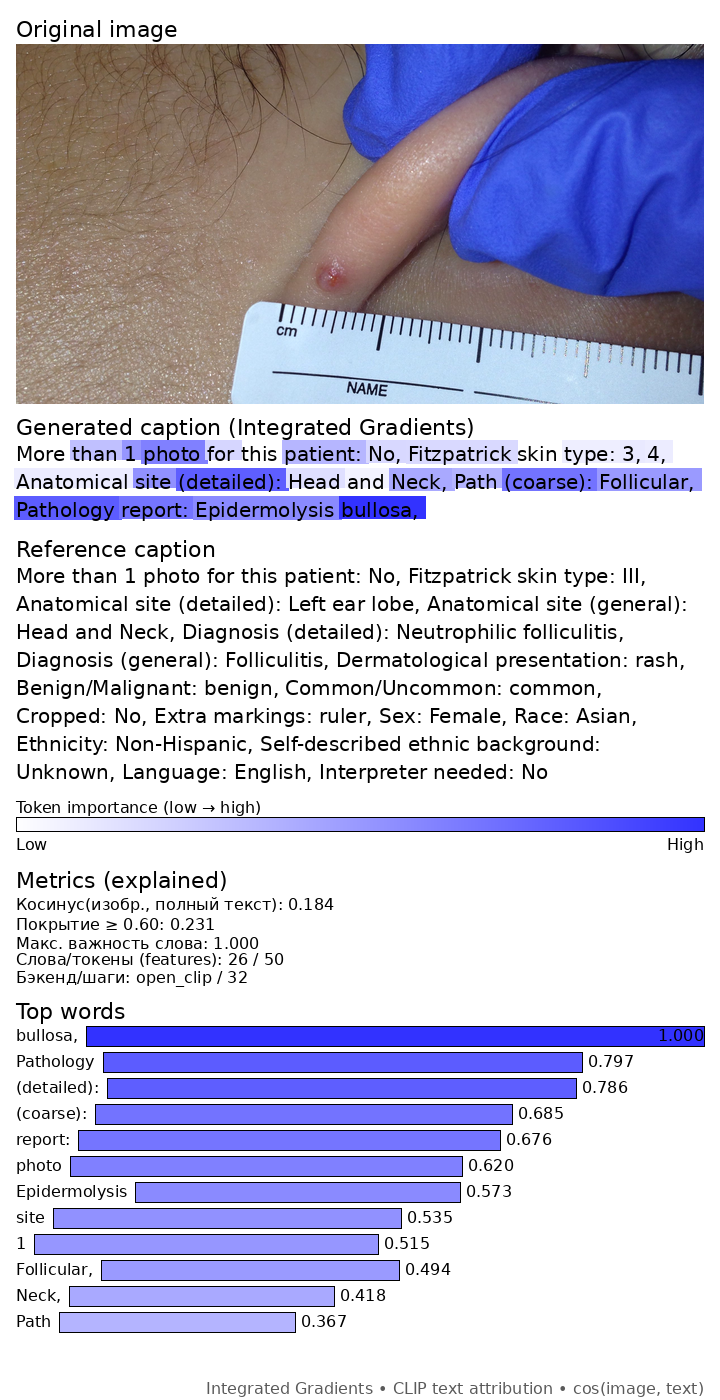 Original image
cm
NAME
Generated caption (Integrated Gradients)
More than 1 photo for this patient: No, Fitzpatrick skin type: 3, 4,
Anatomical site (detailed): Head and Neck, Path (coarse): Follicular,
Pathology report: Epidermolysis bullosa,
Reference caption
More than 1 photo for this patient: No, Fitzpatrick skin type: III,
Anatomical site (detailed): Left ear lobe, Anatomical site (general):
Head and Neck, Diagnosis (detailed): Neutrophilic folliculitis,
Diagnosis (general): Folliculitis, Dermatological presentation: rash,
Benign/Malignant: benign, Common/Uncommon: common,
Cropped: No, Extra markings: ruler, Sex: Female, Race: Asian,
Ethnicity: Non-Hispanic, Self-described ethnic background:
Unknown, Language: English, Interpreter needed: No
Token importance (low → high)
Low High
Metrics (explained)
Косинус(изобр., полный текст): 0.184
Покрытие ≥ 0.60: 0.231
Макс. важность слова: 1.000
Слова/токены (features): 26 / 50
Бэкенд/шаги: open_clip / 32
Top words
bullosa, 1.000
Pathology 0.797
(detailed): 0.786
(coarse): 0.685
report: 0.676
photo 0.620
Epidermolysis 0.573
site 0.535
1 0.515
Follicular, 0.494
Neck, 0.418
Path 0.367
Integrated Gradients • CLIP text attribution • cos(image, text)